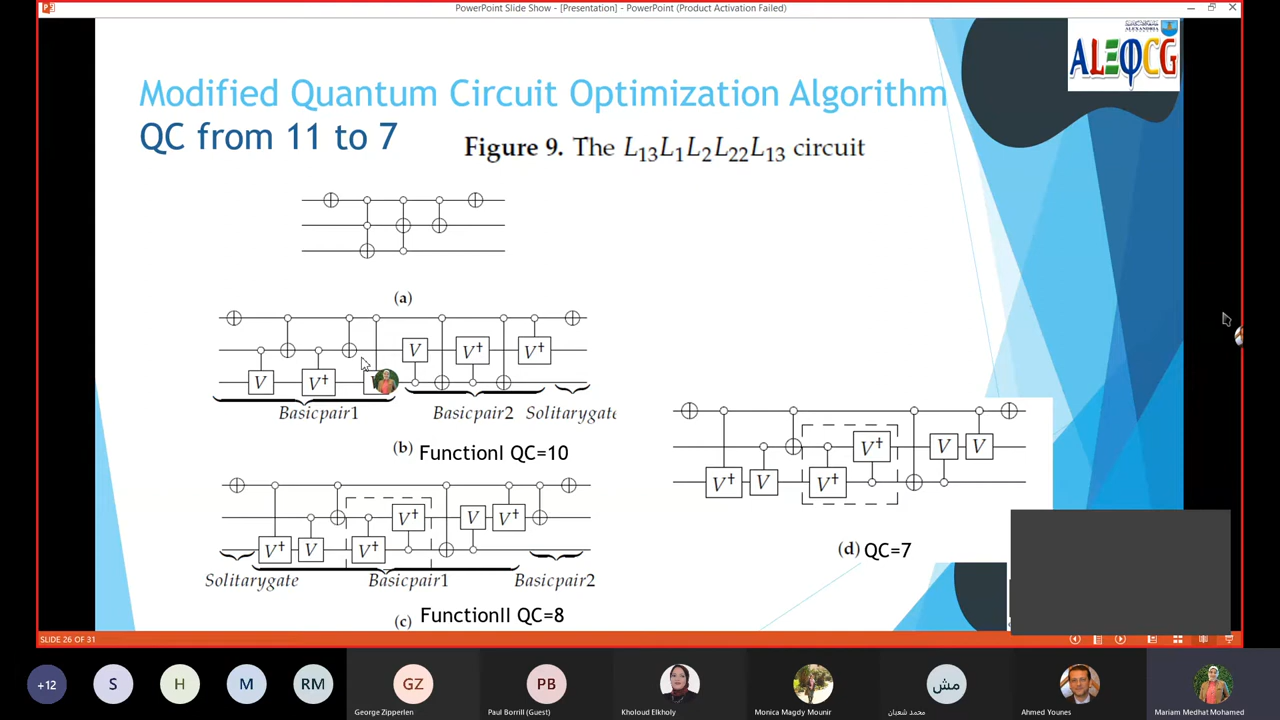 PowerPoint Slide Show - [Presentation] - PowerPoint (Product Activation Failed)
ALEXANDRIA
ALEφCG
Modified Quantum Circuit Optimization Algorithm
QC from 11 to 7
Figure 9. The L13L1L2L22L13 circuit
(a)
V V† V V† V†
V
Basicpair1 Basicpair2 Solitarygate
(b) FunctionI QC=10
V† V V† V† V V†
Solitarygate Basicpair1 Basicpair2
(c) FunctionII QC=8
V† V V† V† V V
(d) QC=7
SLIDE 26 OF 31
+12 S H M RM GZ PB مش
George Zipperlen Paul Borrill (Guest) Kholoud Elkholy Monica Magdy Mounir محمد شعبان Ahmed Younes Mariam Medhat Mohamed